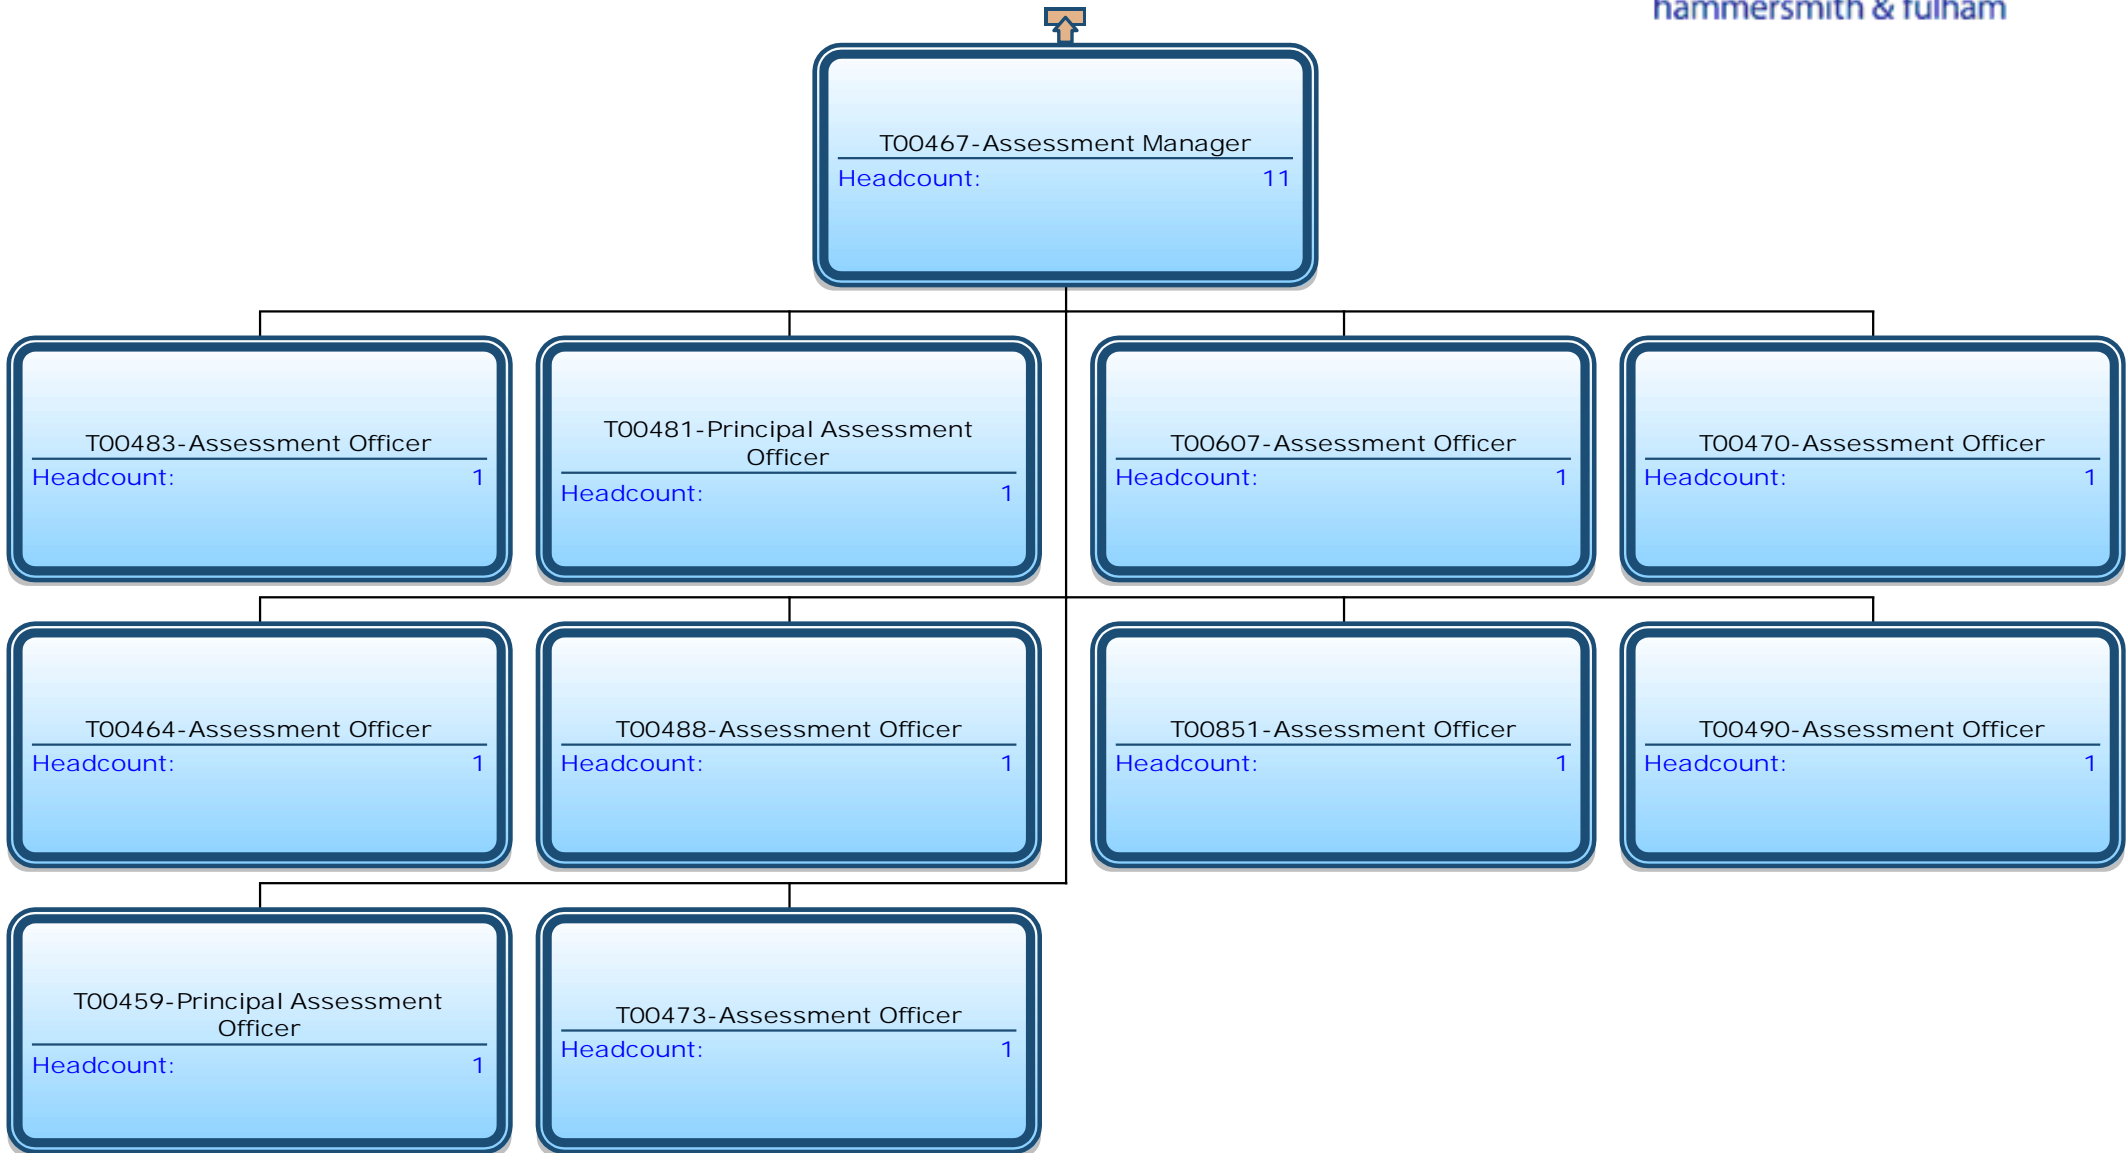 hammersmith & fulham
T00467-Assessment Manager
Headcount: 11
T00483-Assessment Officer
Headcount: 1
T00481-Principal Assessment
Officer
Headcount: 1
T00607-Assessment Officer
Headcount: 1
T00470-Assessment Officer
Headcount: 1
T00464-Assessment Officer
Headcount: 1
T00488-Assessment Officer
Headcount: 1
T00851-Assessment Officer
Headcount: 1
T00490-Assessment Officer
Headcount: 1
T00459-Principal Assessment
Officer
Headcount: 1
T00473-Assessment Officer
Headcount: 1